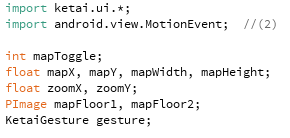 import ketai.ui.*;
import android.view.MotionEvent;  //(2)
int mapToggle;
float mapX, mapY, mapWidth, mapHeight;
float zoomX, zoomY;
PImage mapFloor1, mapFloor2;
KetaiGesture gesture;